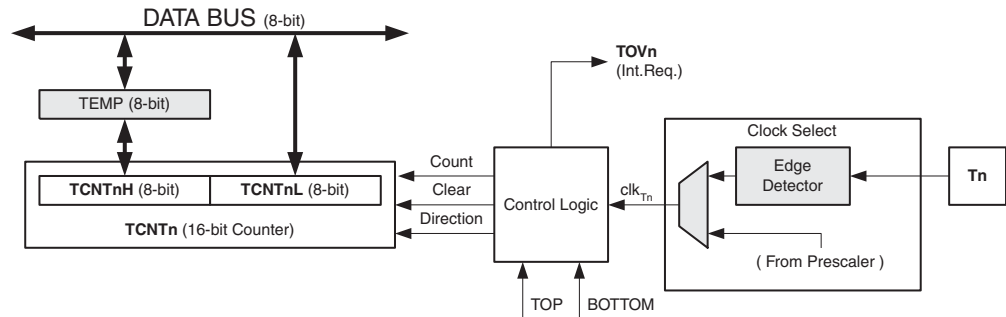 DATA BUS (8-bit)
TOVn
(Int.Req.)
TEMP (8-bit)
Clock Select
TCNTnH (8-bit)
TCNTnL (8-bit)
TCNTn (16-bit Counter)
Count
Clear
Direction
Control Logic
clkTn
Edge
Detector
Tn
( From Prescaler )
TOP
BOTTOM